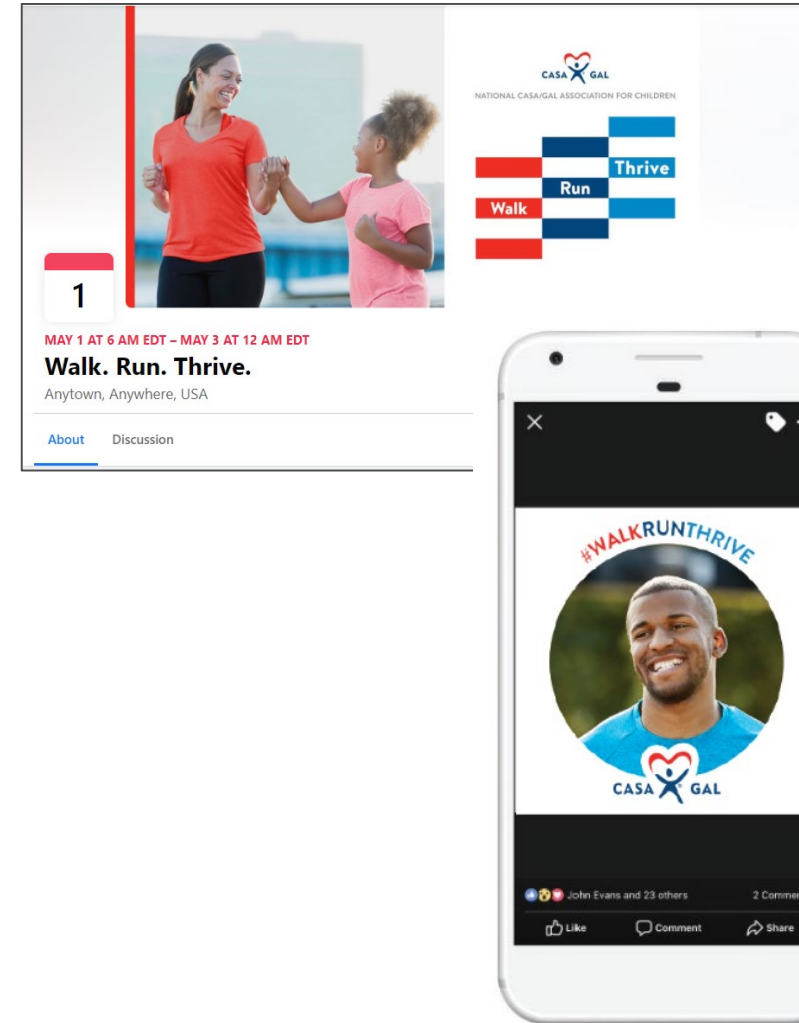 CASA GAL
NATIONAL CASA/GAL ASSOCIATION FOR CHILDREN
Thrive
Run
Walk
1
MAY 1 AT 6 AM EDT – MAY 3 AT 12 AM EDT
Walk. Run. Thrive.
Anytown, Anywhere, USA
About Discussion
#WALKRUNTHRIVE
CASA GAL
John Evans and 23 others 2 Commen
Like Comment Share